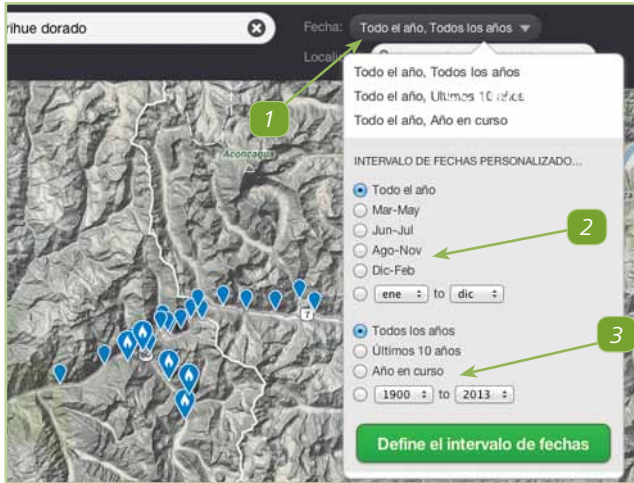 rihue dorado
Fecha: Todo el año, Todos los años
1
Todo el año, Todos los años
Todo el año, Últimos 10 años
Todo el año, Año en curso
Aconcagua
INTERVALO DE FECHAS PERSONALIZADO...
Todo el año
Mar-May
Jun-Jul
2
Ago-Nov
Dic-Feb
ene to dic
7
Todos los años
3
Últimos 10 años
Año en curso
1900 to 2013
Define el intervalo de fechas